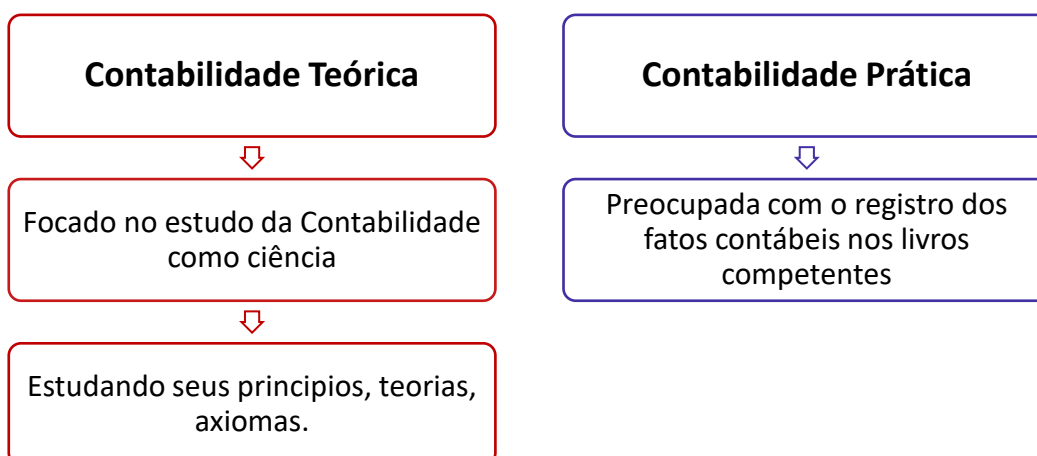 Contabilidade Teórica
Focado no estudo da Contabilidade
como ciência
Estudando seus principios, teorias,
axiomas.
Contabilidade Prática
Preocupada com o registro dos
fatos contábeis nos livros
competentes